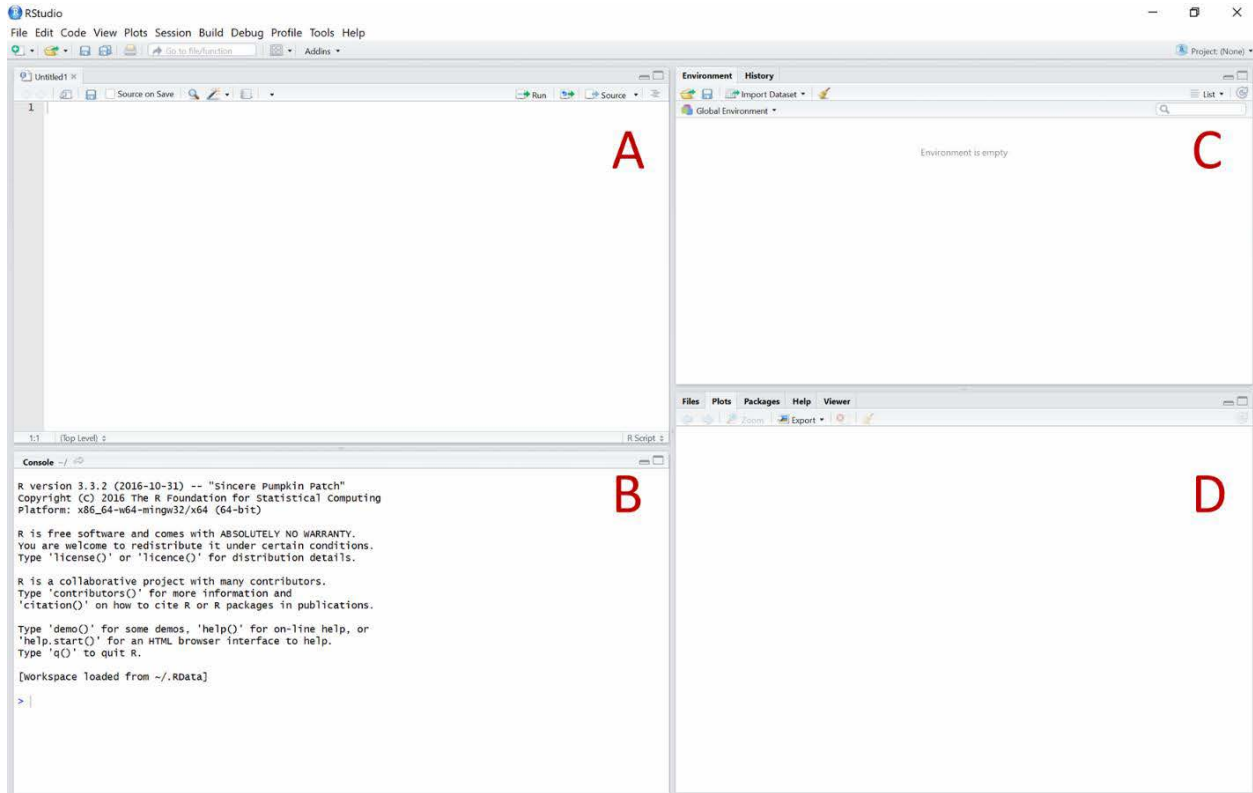 RStudio
File Edit Code View Plots Session Build Debug Profile Tools Help
Go to file/function Addins Project: (None)
Untitled1
Source on Save Run Source
1
A
1:1 (Top Level) R Script
Console ~/
B
R version 3.3.2 (2016-10-31) -- "Sincere Pumpkin Patch"
Copyright (C) 2016 The R Foundation for Statistical Computing
Platform: x86_64-w64-mingw32/x64 (64-bit)
R is free software and comes with ABSOLUTELY NO WARRANTY.
You are welcome to redistribute it under certain conditions.
Type 'license()' or 'licence()' for distribution details.
R is a collaborative project with many contributors.
Type 'contributors()' for more information and
'citation()' on how to cite R or R packages in publications.
Type 'demo()' for some demos, 'help()' for on-line help, or
'help.start()' for an HTML browser interface to help.
Type 'q()' to quit R.
[Workspace loaded from ~/.RData]
>
Environment History
Import Dataset List
Global Environment
Environment is empty
C
Files Plots Packages Help Viewer
Zoom Export
D